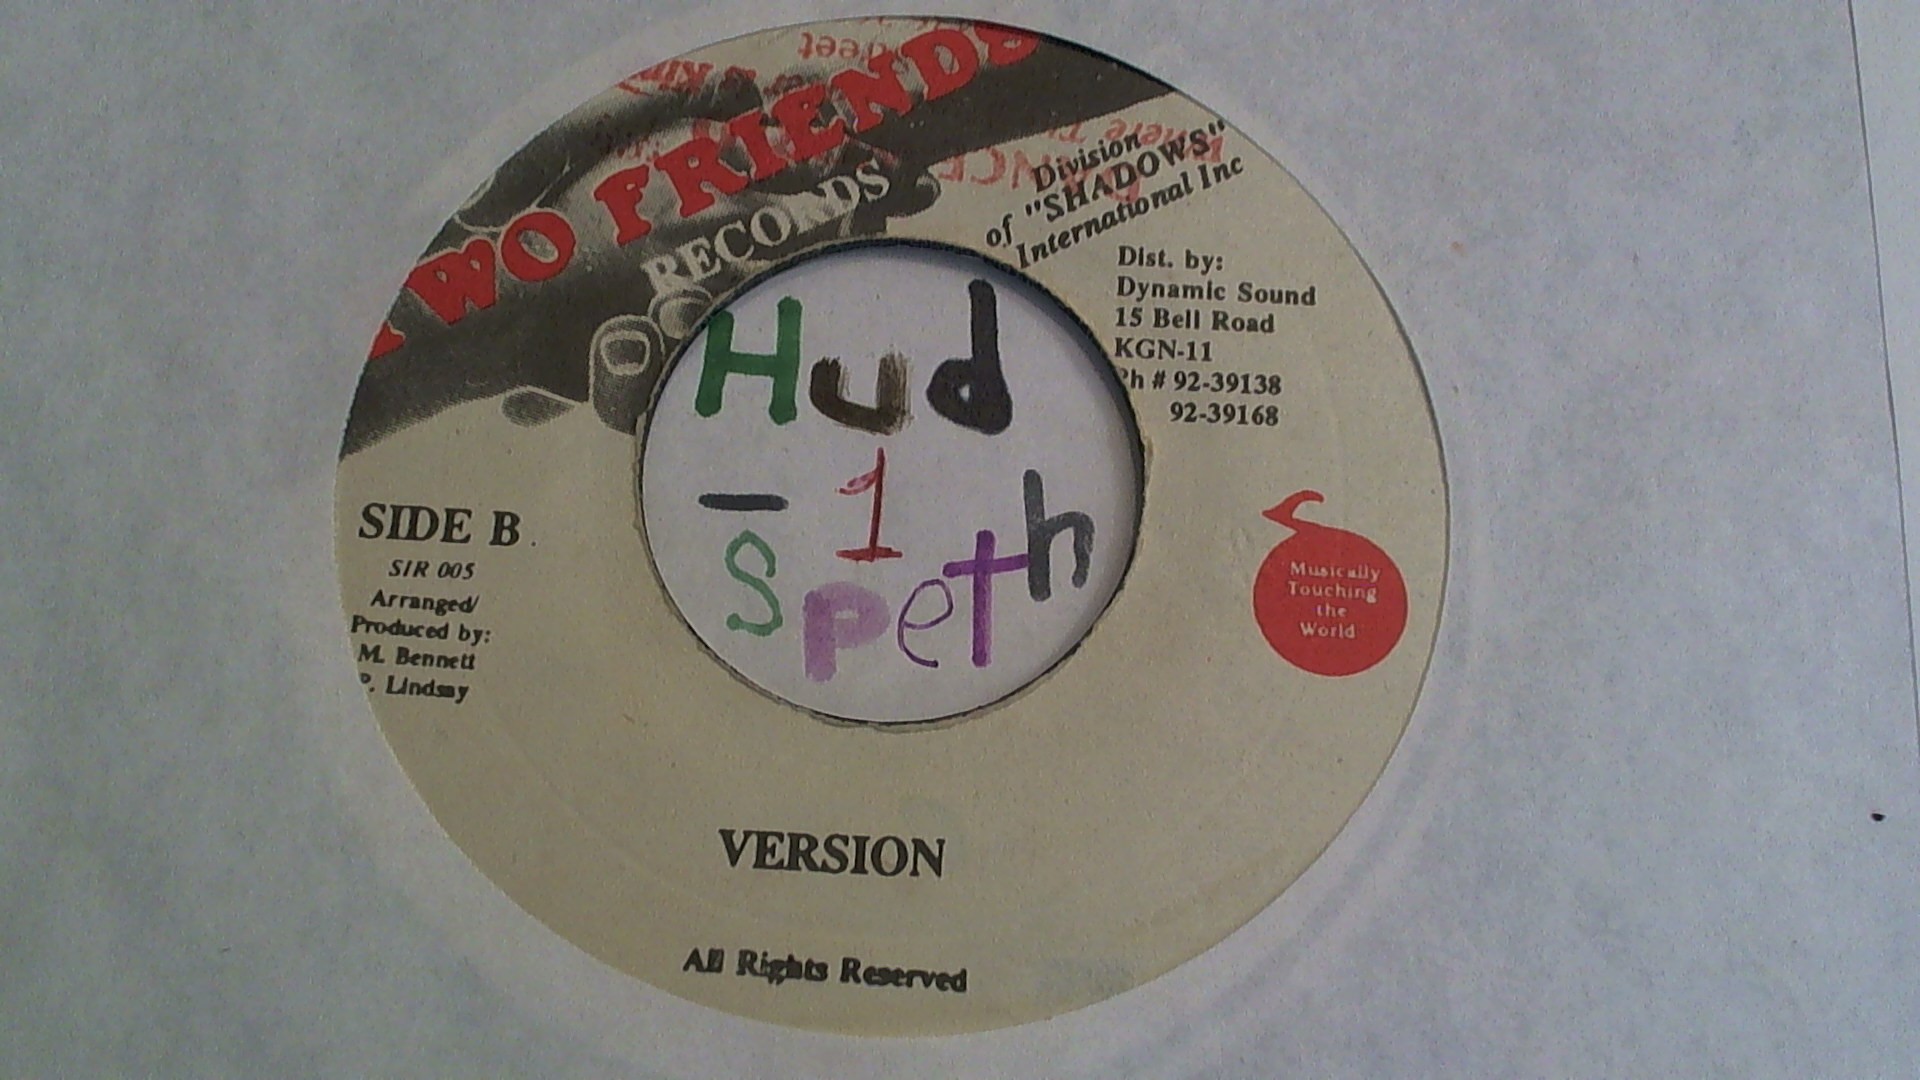 TWO FRIENDS
RECORDS
Division
of "SHADOWS"
International Inc
Dist. by:
Dynamic Sound
15 Bell Road
KGN-11
Ph # 92-39138
92-39168
Hud
- 1
Speth
SIDE B.
SIR 005
Arranged/
Produced by:
M. Bennett
P. Lindsay
Musically
Touching
the
World
VERSION
All Rights Reserved